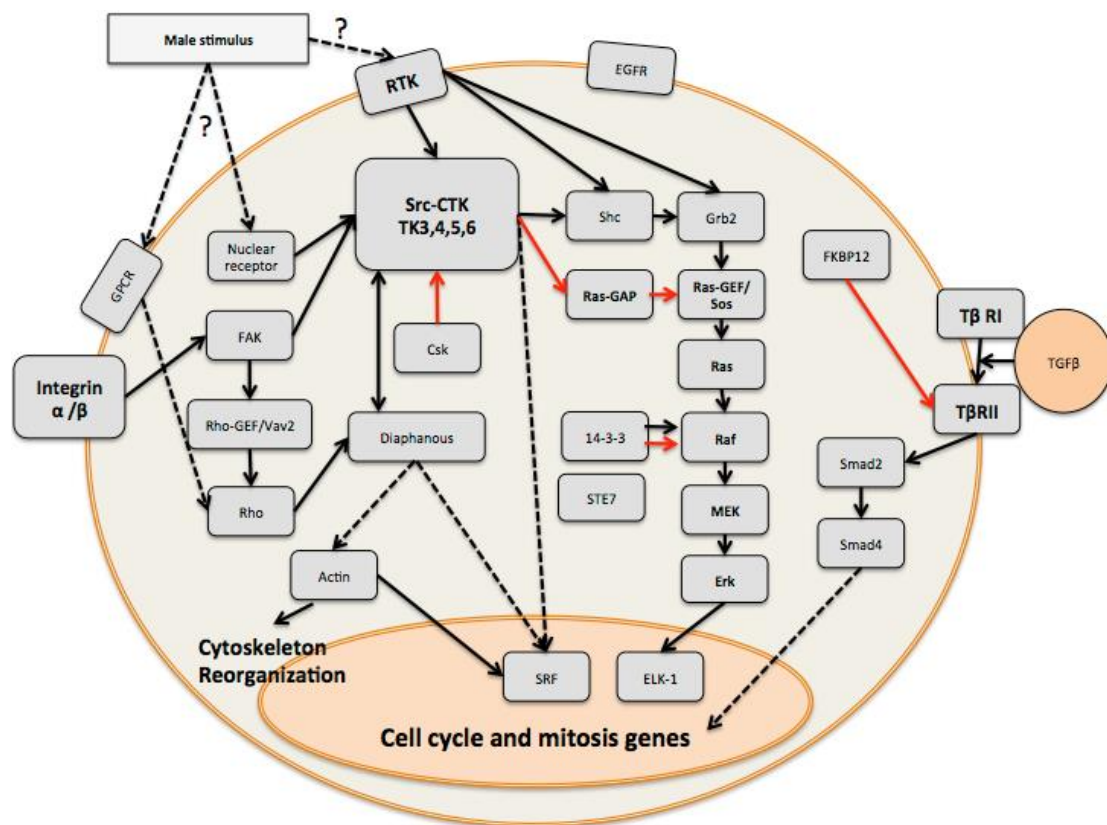 Male stimulus
?
?
RTK
EGFR
Src-CTK
TK3,4,5,6
Shc
Grb2
Nuclear
receptor
GPCR
FKBP12
Ras-GAP
Ras-GEF/
Sos
Tβ RI
TGFβ
FAK
Csk
Integrin
α /β
Ras
TβRII
Rho-GEF/Vav2
Diaphanous
14-3-3
Raf
Smad2
STE7
Rho
MEK
Smad4
Actin
Erk
Cytoskeleton
Reorganization
SRF
ELK-1
Cell cycle and mitosis genes